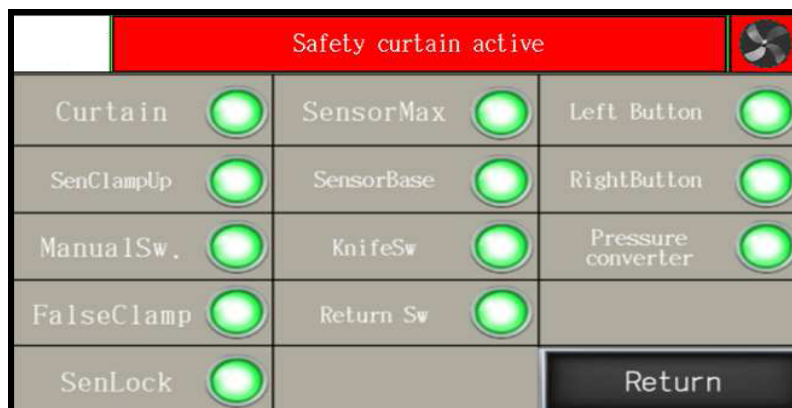 Safety curtain active
Curtain
SensorMax
Left Button
SenClampUp
SensorBase
RightButton
ManualSw.
KnifeSw
Pressure
converter
FalseClamp
Return Sw
SenLock
Return